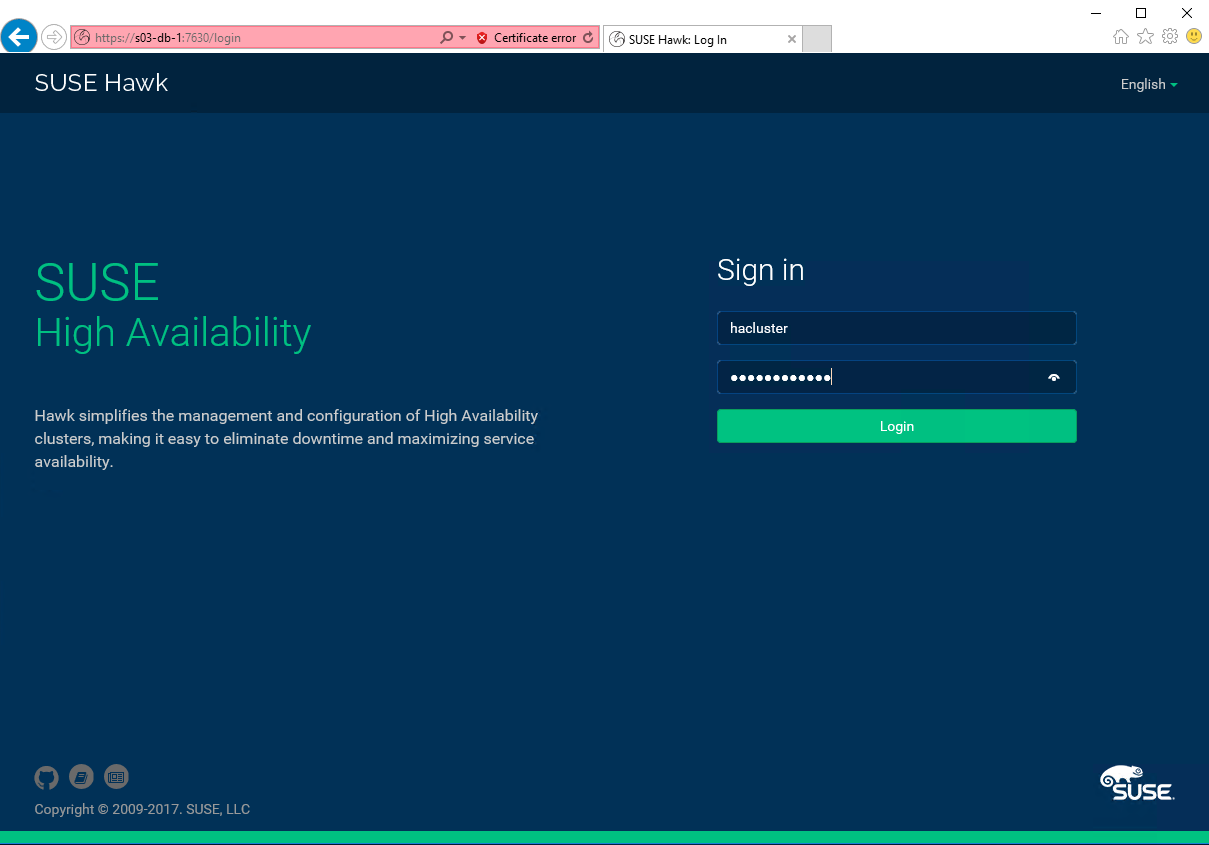 https://s03-db-1:7630/login
Certificate error
SUSE Hawk: Log In
SUSE Hawk
English
SUSE
High Availability
Hawk simplifies the management and configuration of High Availability
clusters, making it easy to eliminate downtime and maximizing service
availability.
Sign in
hacluster
●●●●●●●●●●●●
Login
Copyright © 2009-2017. SUSE, LLC
SUSE.